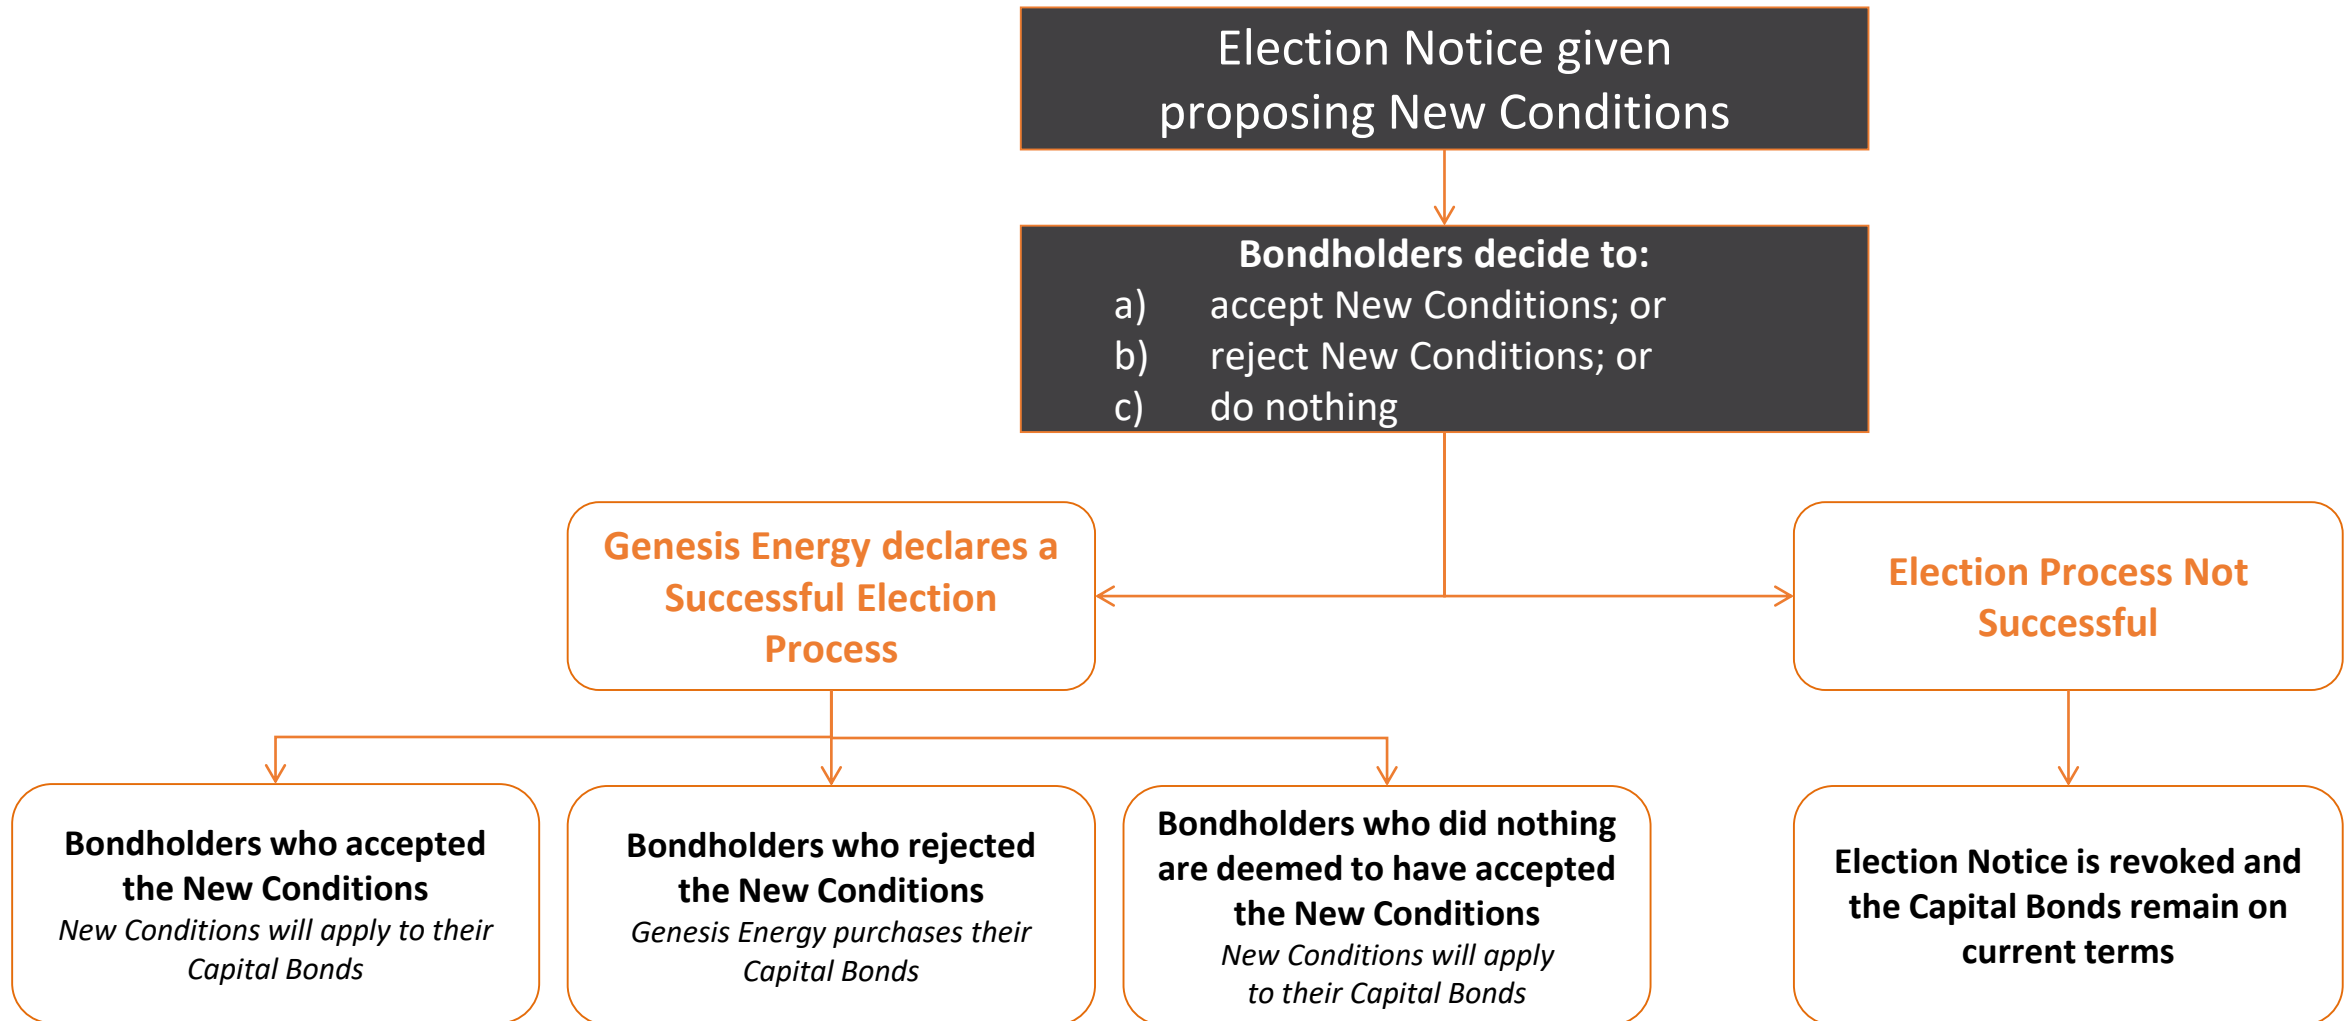 Election Notice given
proposing New Conditions
Bondholders decide to:
a) accept New Conditions; or
b) reject New Conditions; or
c) do nothing
Genesis Energy declares a
Successful Election
Process
Election Process Not
Successful
Bondholders who accepted
the New Conditions
New Conditions will apply to their
Capital Bonds
Bondholders who rejected
the New Conditions
Genesis Energy purchases their
Capital Bonds
Bondholders who did nothing
are deemed to have accepted
the New Conditions
New Conditions will apply
to their Capital Bonds
Election Notice is revoked and
the Capital Bonds remain on
current terms